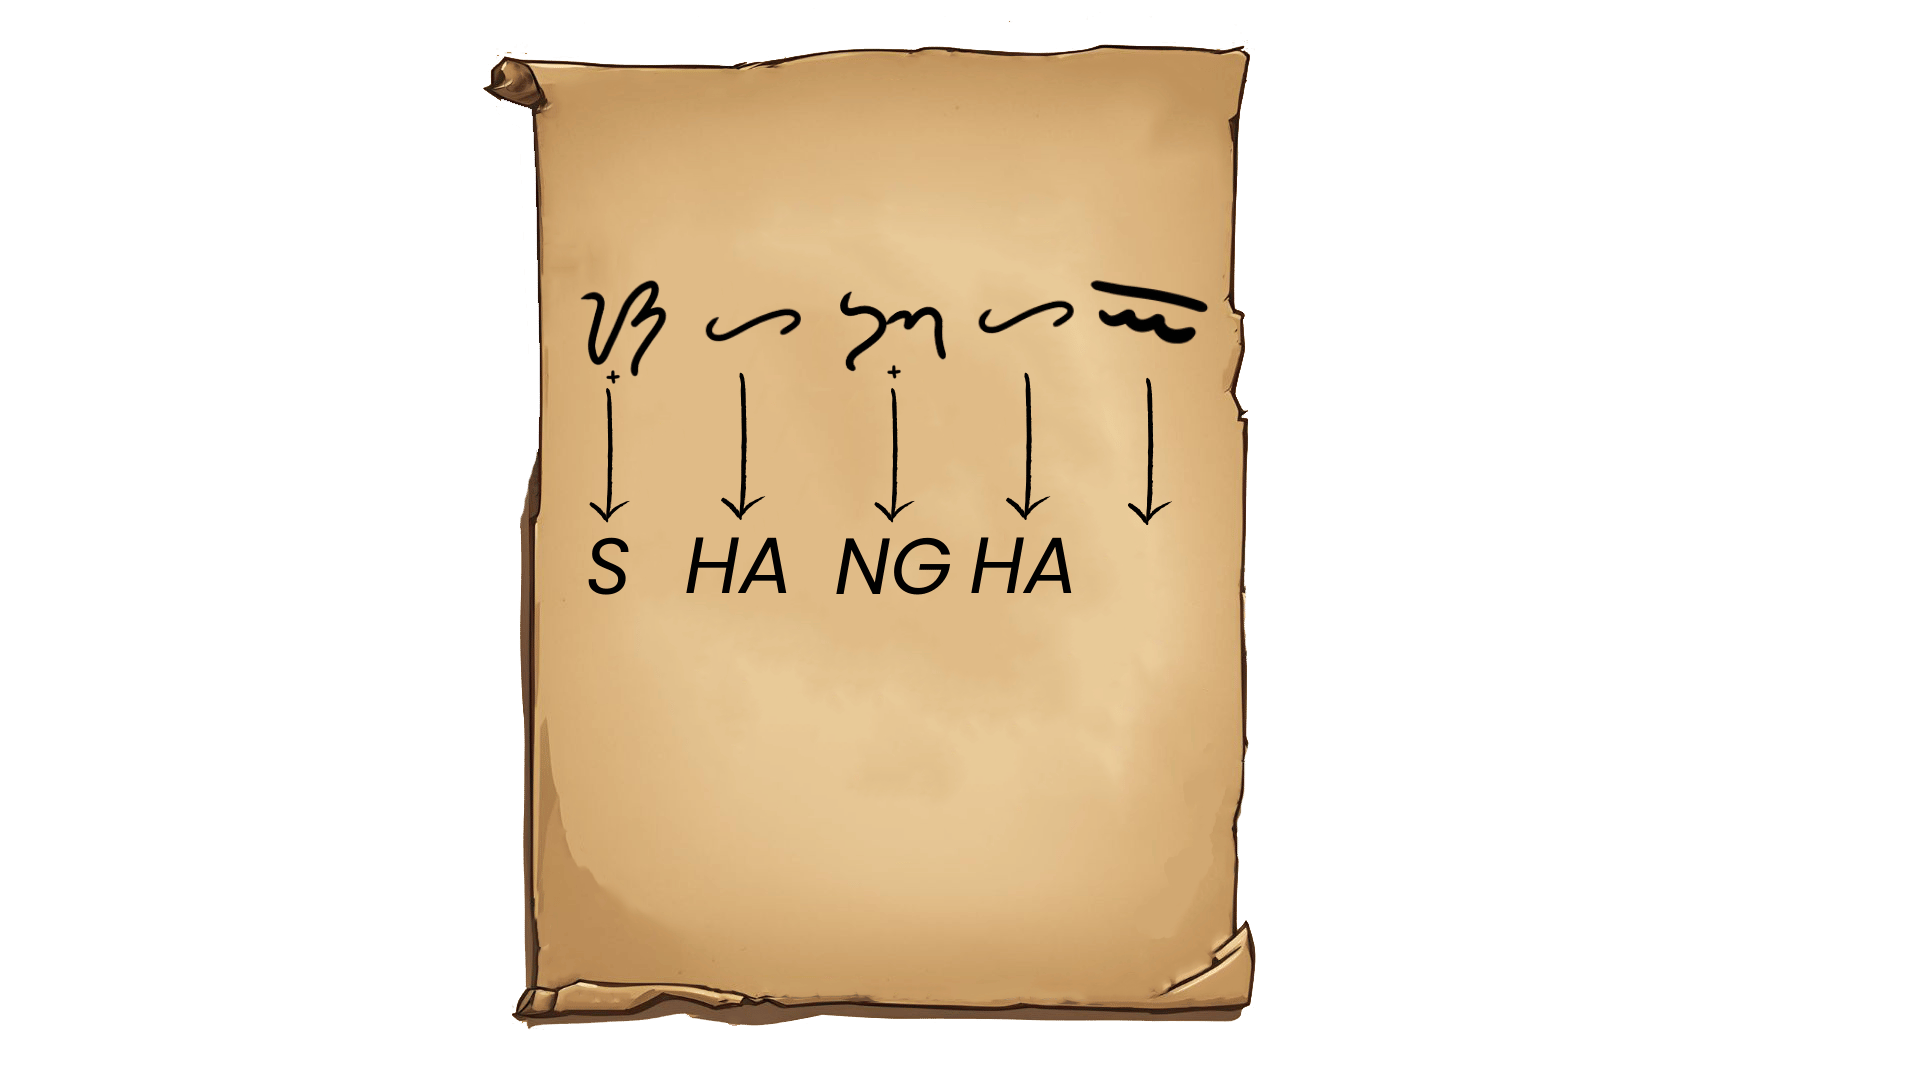 ᜐ᜔ ᜑ ᜅ᜔ ᜑ ᜁ
S HA NG HA